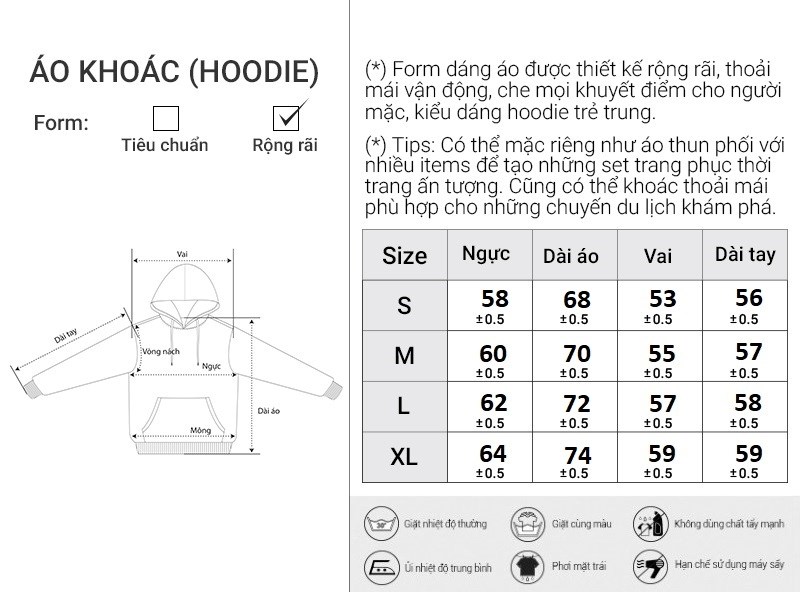 ÁO KHOÁC (HOODIE)
Form:
Tiêu chuẩn
Rộng rãi
Vai
Dài tay
Vòng nách
Ngực
Dài áo
Mông
(*) Form dáng áo được thiết kế rộng rãi, thoải
mái vận động, che mọi khuyết điểm cho người
mặc, kiểu dáng hoodie trẻ trung.
(*) Tips: Có thể mặc riêng như áo thun phối với
nhiều items để tạo những set trang phục thời
trang ấn tượng. Cũng có thể khoác thoải mái
phù hợp cho những chuyến du lịch khám phá.
Size Ngực Dài áo Vai Dài tay
S 58 68 53 56
±0.5 ±0.5 ±0.5 ±0.5
M 60 70 55 57
±0.5 ±0.5 ±0.5 ±0.5
L 62 72 57 58
±0.5 ±0.5 ±0.5 ±0.5
XL 64 74 59 59
±0.5 ±0.5 ±0.5 ±0.5
30° Giặt nhiệt độ thường Giặt cùng màu Không dùng chất tẩy mạnh
Ủi nhiệt độ trung bình Phơi mặt trái Hạn chế sử dụng máy sấy